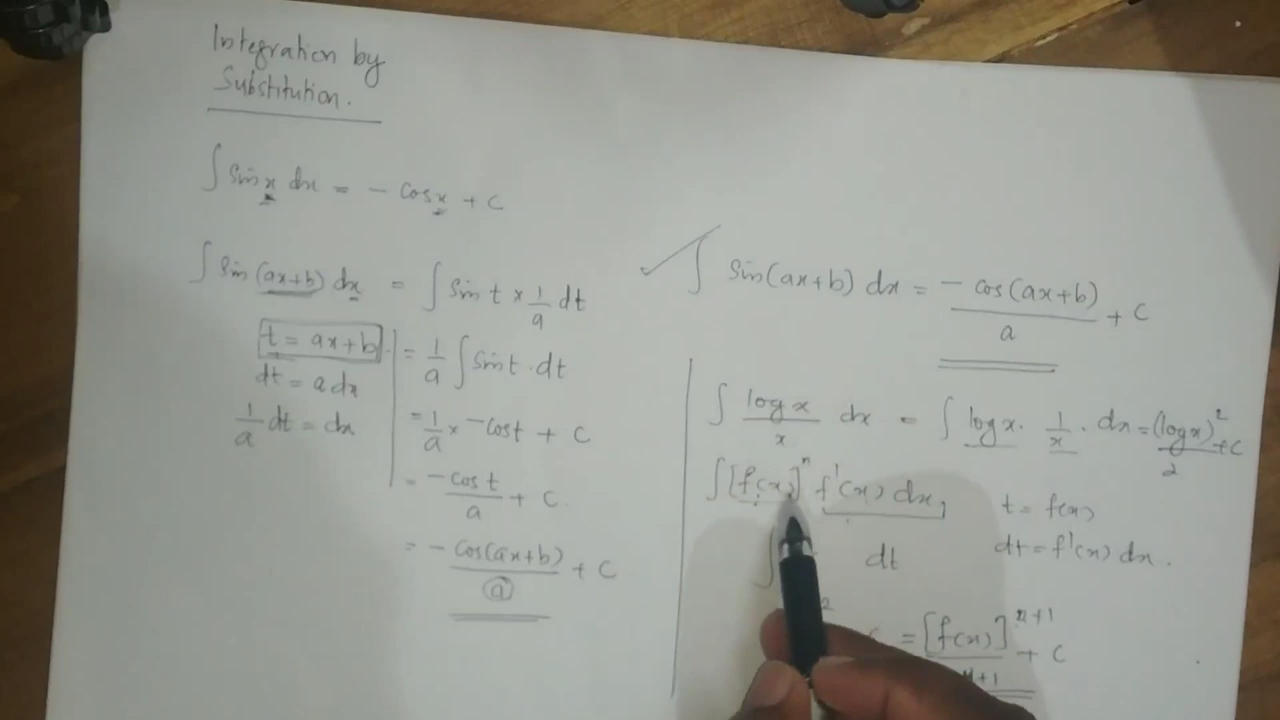 Integration by
Substitution.
∫ sin x dx = - cos x + c
∫ sin (ax+b) dx = ∫ sin t × 1/a dt
t = ax+b
dt = a dx
1/a dt = dx
= 1/a ∫ sin t . dt
= 1/a × -cos t + c
= -cos t / a + c.
= -cos(ax+b) / a + c
∫ sin(ax+b) dx = -cos(ax+b) / a + c
∫ log x / x dx = ∫ log x . 1/x . dx = (log x)² / 2 + c
∫ [f(x)]ⁿ f'(x) dx,
t = f(x)
dt = f'(x) dx.
∫ dt
2
= [f(x)]ⁿ⁺¹ / n+1 + c